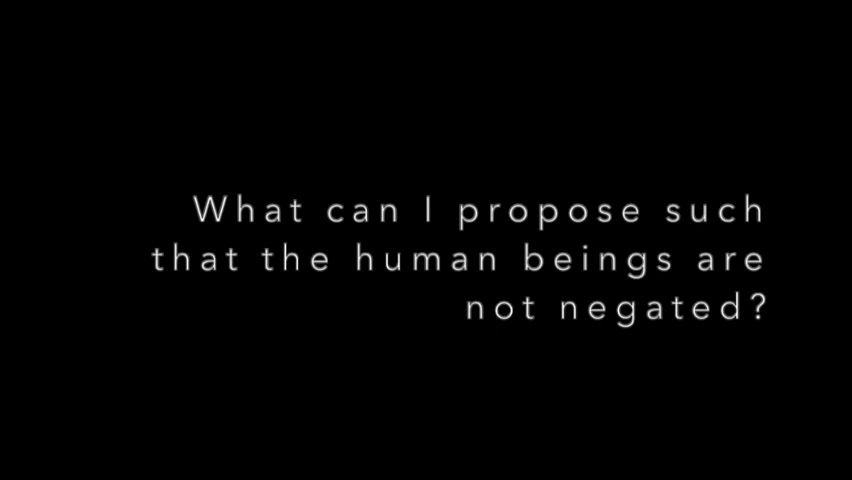 What can I propose such
that the human beings are
not negated?